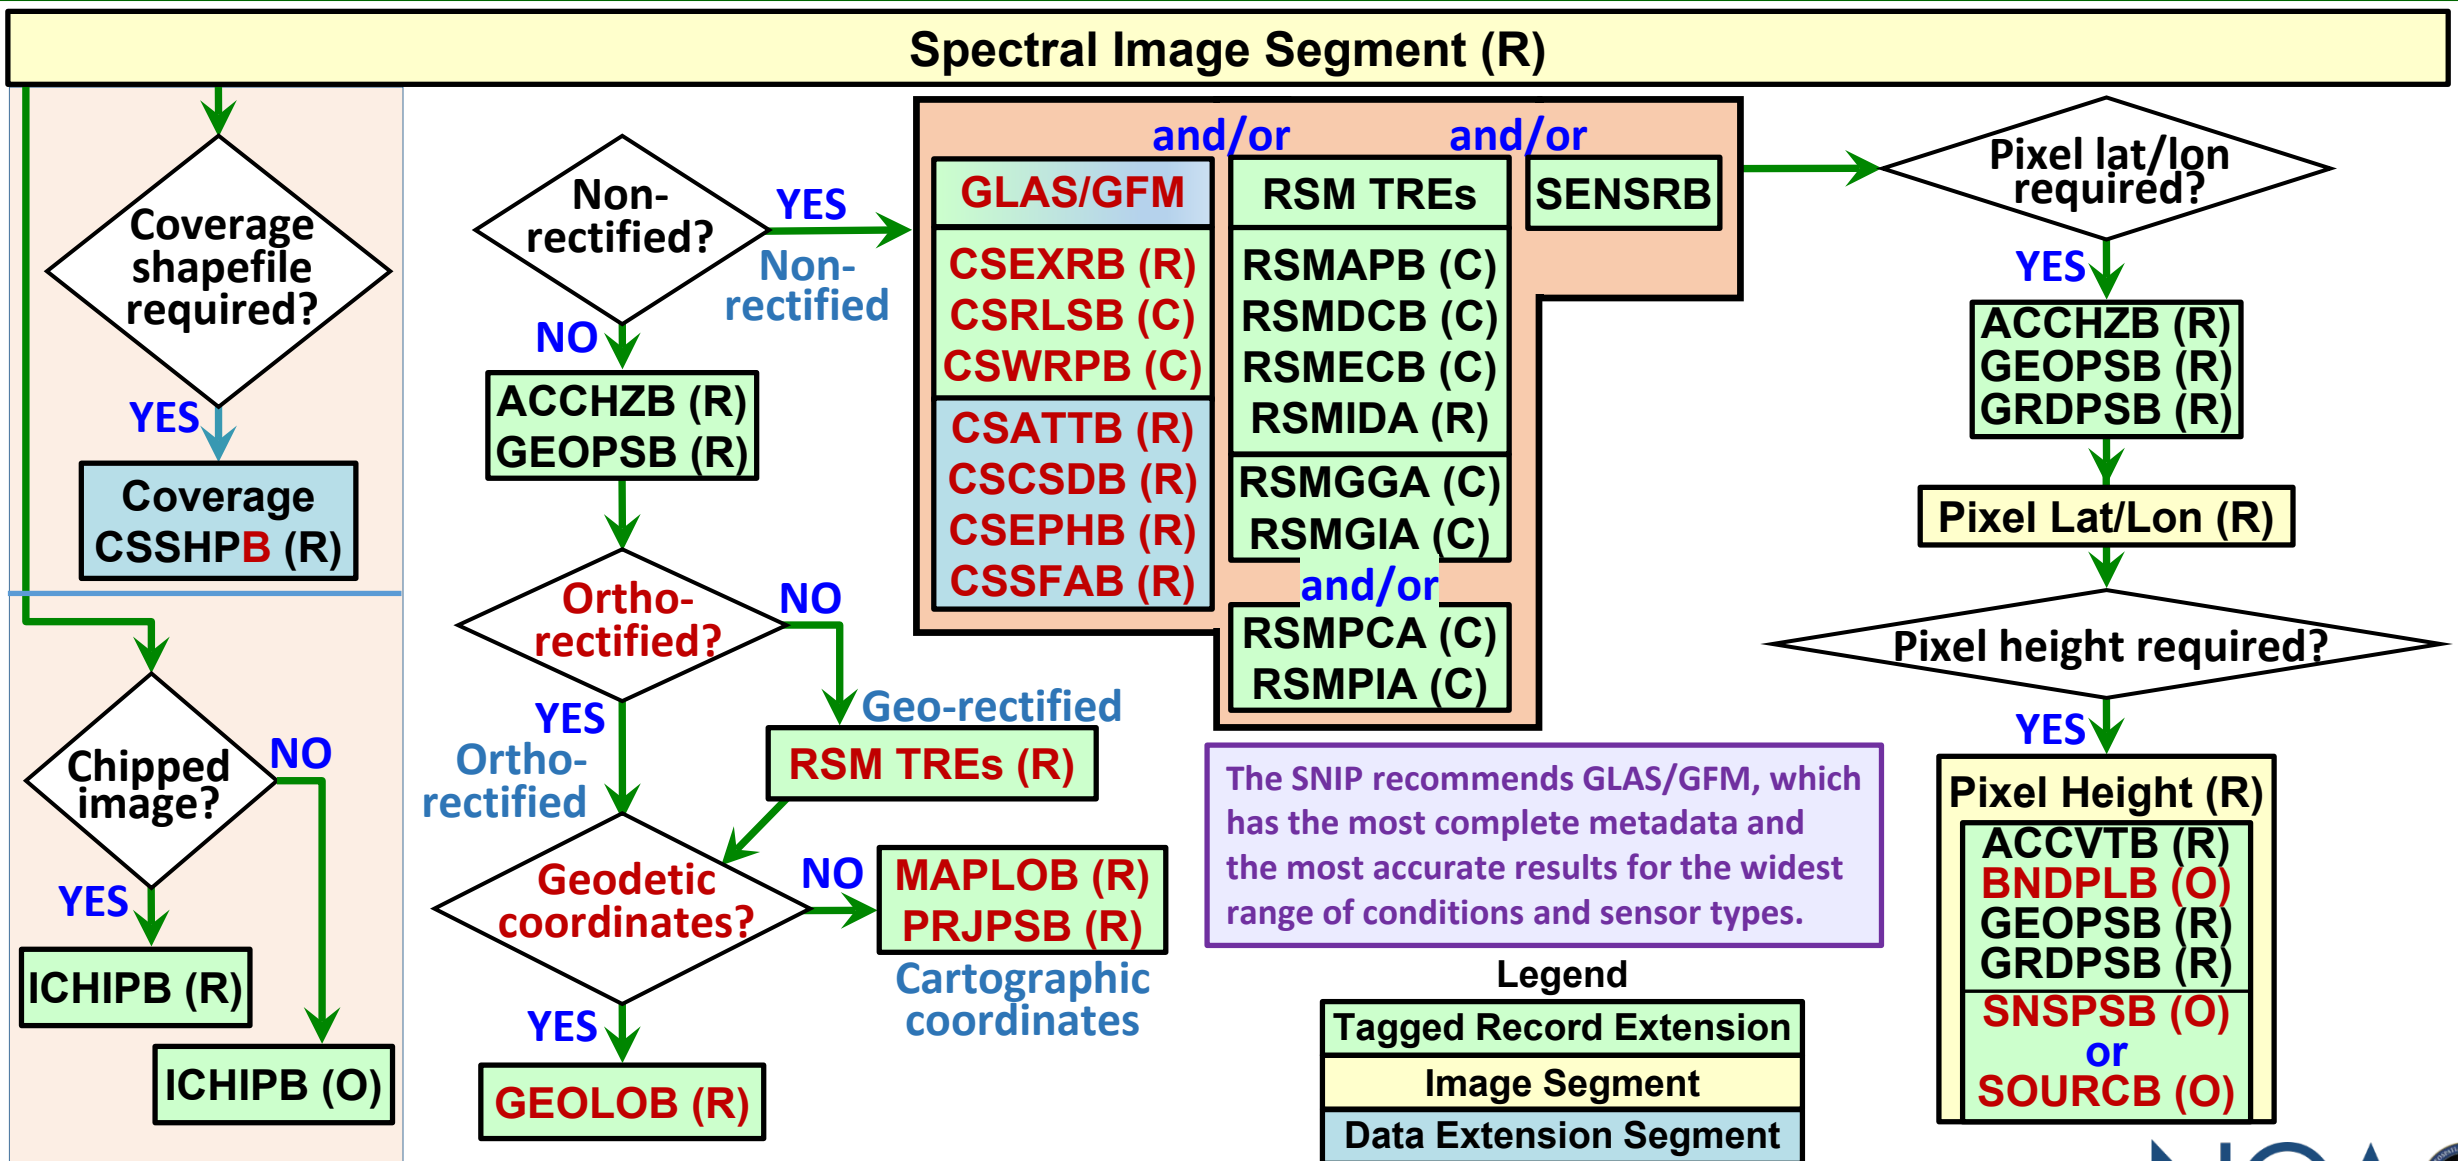 Spectral Image Segment (R)
Coverage
shapefile
required?
YES
Coverage
CSSHPB (R)
Chipped
image?
NO
YES
ICHIPB (R)
ICHIPB (O)
Non-
rectified?
YES
Non-
rectified
NO
ACCHZB (R)
GEOPSB (R)
Ortho-
rectified?
NO
YES
Ortho-
rectified
Geo-rectified
RSM TREs (R)
Geodetic
coordinates?
NO
MAPLOB (R)
PRJPSB (R)
Cartographic
coordinates
YES
GEOLOB (R)
and/or
and/or
GLAS/GFM
CSEXRB (R)
CSRLSB (C)
CSWRPB (C)
CSATTB (R)
CSCSDB (R)
CSEPHB (R)
CSSFAB (R)
RSM TREs
RSMAPB (C)
RSMDCB (C)
RSMECB (C)
RSMIDA (R)
RSMGGA (C)
RSMGIA (C)
and/or
RSMPCA (C)
RSMPIA (C)
SENSRB
The SNIP recommends GLAS/GFM, which
has the most complete metadata and
the most accurate results for the widest
range of conditions and sensor types.
Legend
Tagged Record Extension
Image Segment
Data Extension Segment
Pixel lat/lon
required?
YES
ACCHZB (R)
GEOPSB (R)
GRDPSB (R)
Pixel Lat/Lon (R)
Pixel height required?
YES
Pixel Height (R)
ACCVTB (R)
BNDPLB (O)
GEOPSB (R)
GRDPSB (R)
SNSPSB (O)
or
SOURCB (O)